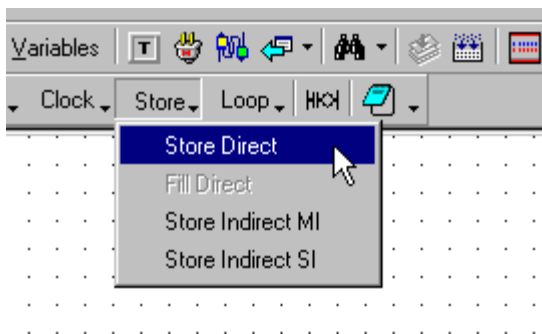 Variables T
Clock Store Loop
Store Direct
Fill Direct
Store Indirect MI
Store Indirect SI